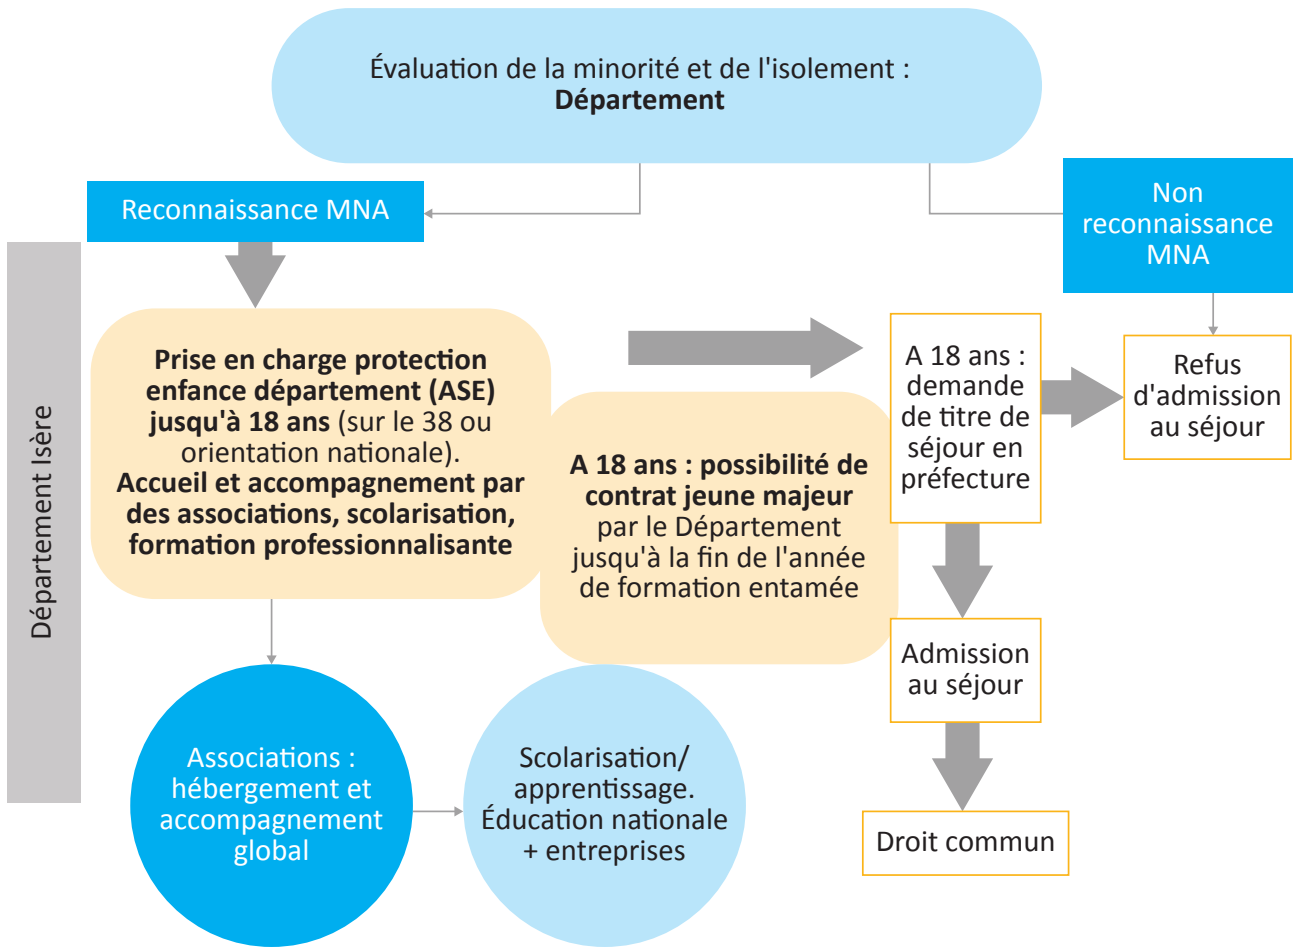 Évaluation de la minorité et de l'isolement :
Département
Reconnaissance MNA
Non
reconnaissance
MNA
Département Isère
Prise en charge protection
enfance département (ASE)
jusqu'à 18 ans (sur le 38 ou
orientation nationale).
Accueil et accompagnement par
des associations, scolarisation,
formation professionnalisante
A 18 ans : possibilité de
contrat jeune majeur
par le Département
jusqu'à la fin de l'année
de formation entamée
A 18 ans :
demande
de titre de
séjour en
préfecture
Refus
d'admission
au séjour
Admission
au séjour
Droit commun
Associations :
hébergement et
accompagnement
global
Scolarisation/
apprentissage.
Éducation nationale
+ entreprises